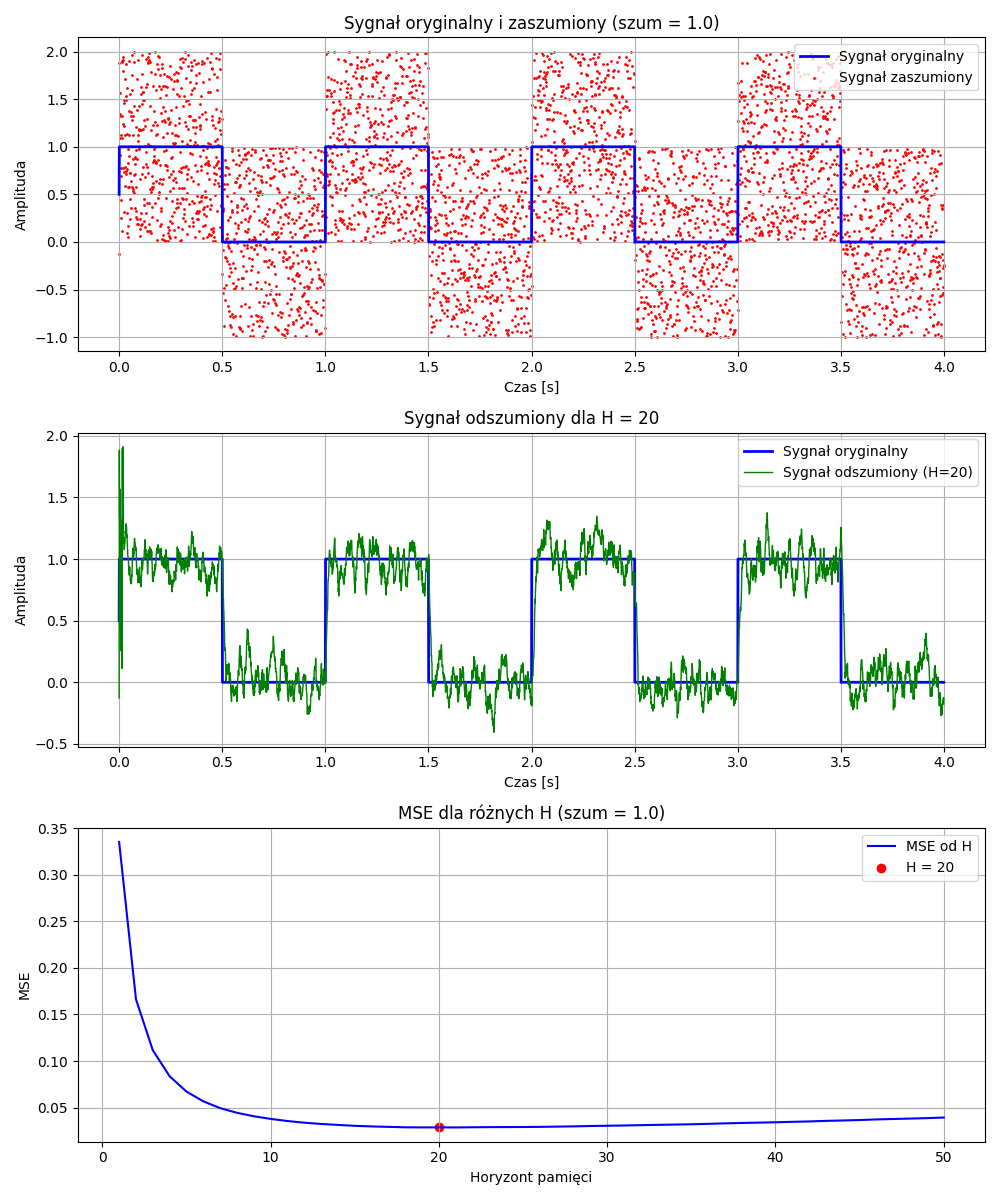 Sygnał oryginalny i zaszumiony (szum = 1.0)
Sygnał oryginalny
Sygnał zaszumiony
2.0
1.5
1.0
0.5
0.0
−0.5
−1.0
Amplituda
0.0 0.5 1.0 1.5 2.0 2.5 3.0 3.5 4.0
Czas [s]
Sygnał odszumiony dla H = 20
Sygnał oryginalny
Sygnał odszumiony (H=20)
2.0
1.5
1.0
0.5
0.0
−0.5
Amplituda
0.0 0.5 1.0 1.5 2.0 2.5 3.0 3.5 4.0
Czas [s]
MSE dla różnych H (szum = 1.0)
MSE od H
H = 20
0.35
0.30
0.25
0.20
0.15
0.10
0.05
MSE
0 10 20 30 40 50
Horyzont pamięci